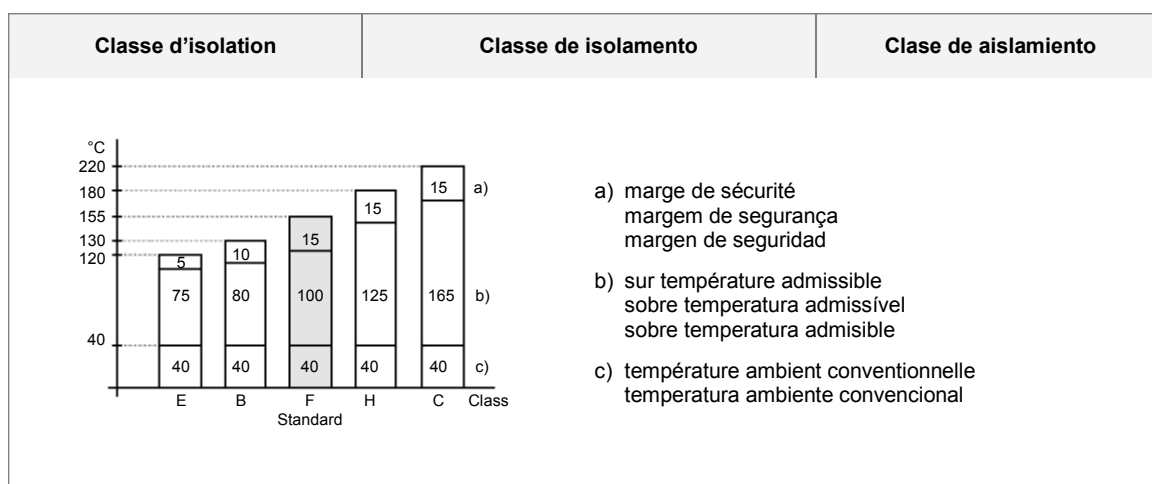 Classe d’isolation Classe de isolamento Clase de aislamiento
°C
220
180
155
130
120
40
15 a)
15
15
10
5
75 80 100 125 165 b)
40 40 40 40 40 c)
E B F H C Class
Standard
a) marge de sécurité
margem de segurança
margen de seguridad
b) sur température admissible
sobre temperatura admissível
sobre temperatura admisible
c) température ambient conventionnelle
temperatura ambiente convencional